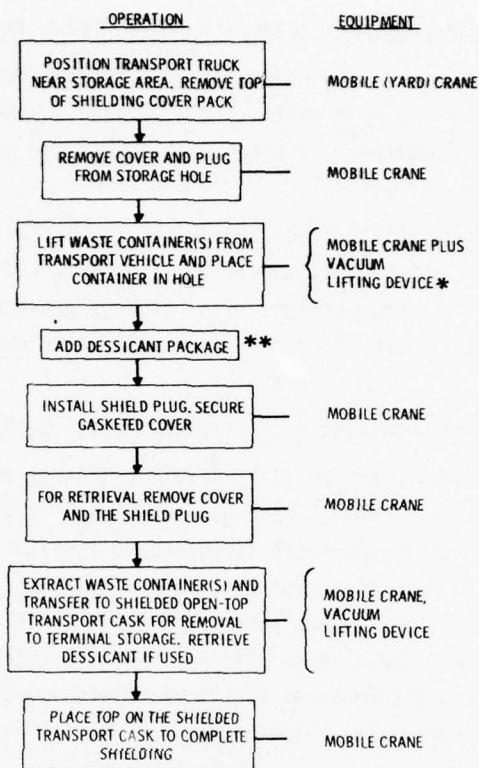 OPERATION
EQUIPMENT
POSITION TRANSPORT TRUCK
NEAR STORAGE AREA. REMOVE TOP
OF SHIELDING COVER PACK
MOBILE (YARD) CRANE
REMOVE COVER AND PLUG
FROM STORAGE HOLE
MOBILE CRANE
LIFT WASTE CONTAINER(S) FROM
TRANSPORT VEHICLE AND PLACE
CONTAINER IN HOLE
MOBILE CRANE PLUS
VACUUM
LIFTING DEVICE*
ADD DESSICANT PACKAGE
**
INSTALL SHIELD PLUG. SECURE
GASKETED COVER
MOBILE CRANE
FOR RETRIEVAL REMOVE COVER
AND THE SHIELD PLUG
MOBILE CRANE
EXTRACT WASTE CONTAINER(S) AND
TRANSFER TO SHIELDED OPEN-TOP
TRANSPORT CASK FOR REMOVAL
TO TERMINAL STORAGE. RETRIEVE
DESSICANT IF USED
MOBILE CRANE,
VACUUM
LIFTING DEVICE
PLACE TOP ON THE SHIELDED
TRANSPORT CASK TO COMPLETE
SHIELDING
MOBILE CRANE